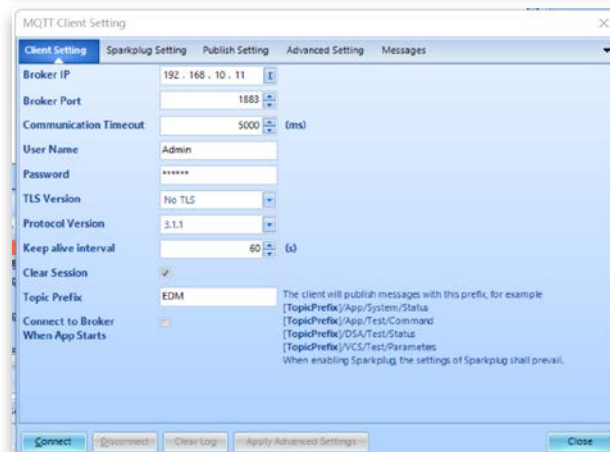 MQTT Client Setting
Client Setting Sparkplug Setting Publish Setting Advanced Setting Messages
Broker IP 192 . 168 . 10 . 11
Broker Port 1883
Communication Timeout 5000 (ms)
User Name Admin
Password ******
TLS Version No TLS
Protocol Version 3.1.1
Keep alive interval 60 (s)
Clear Session
Topic Prefix EDM
The client will publish messages with this prefix, for example
[TopicPrefix]/App/System/Status
[TopicPrefix]/App/Test/Command
[TopicPrefix]/DSA/Test/Status
[TopicPrefix]/VCS/Test/Parameters
When enabling Sparkplug, the settings of Sparkplug shall prevail.
Connect to Broker
When App Starts
Connect Disconnect Clear Log Apply Advanced Settings Close